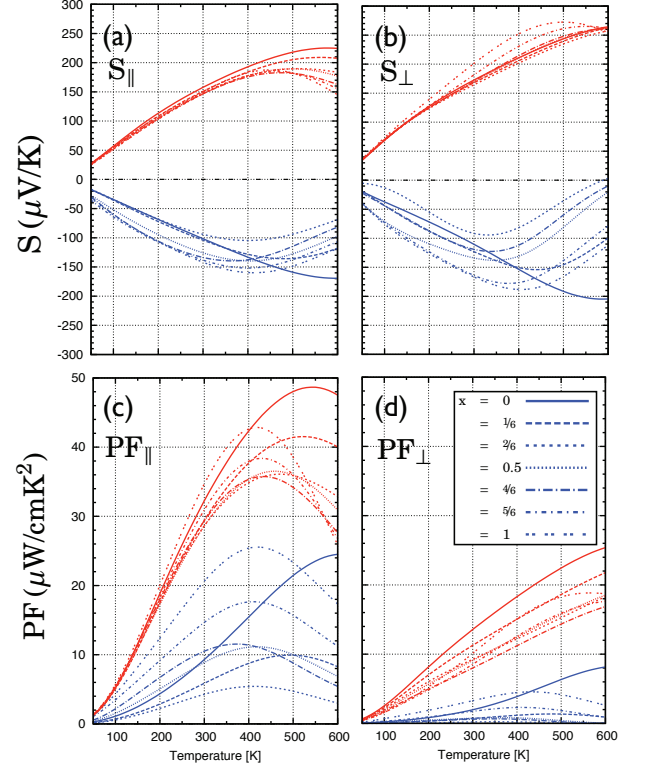 300
250
200
150
100
50
0
-50
-100
-150
-200
-250
-300
S (μV/K)
(a)
S∥
(b)
S⊥
50
40
30
20
10
0
PF (μW/cmK²)
(c)
PF∥
(d)
PF⊥
x = 0
= 1/6
= 2/6
= 0.5
= 4/6
= 5/6
= 1
100 200 300 400 500 600
Temperature [K]
100 200 300 400 500 600
Temperature [K]